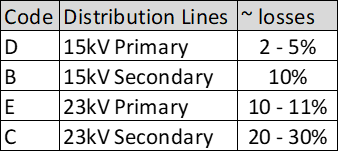 Code Distribution Lines ~ losses
D 15kV Primary 2 - 5%
B 15kV Secondary 10%
E 23kV Primary 10 - 11%
C 23kV Secondary 20 - 30%